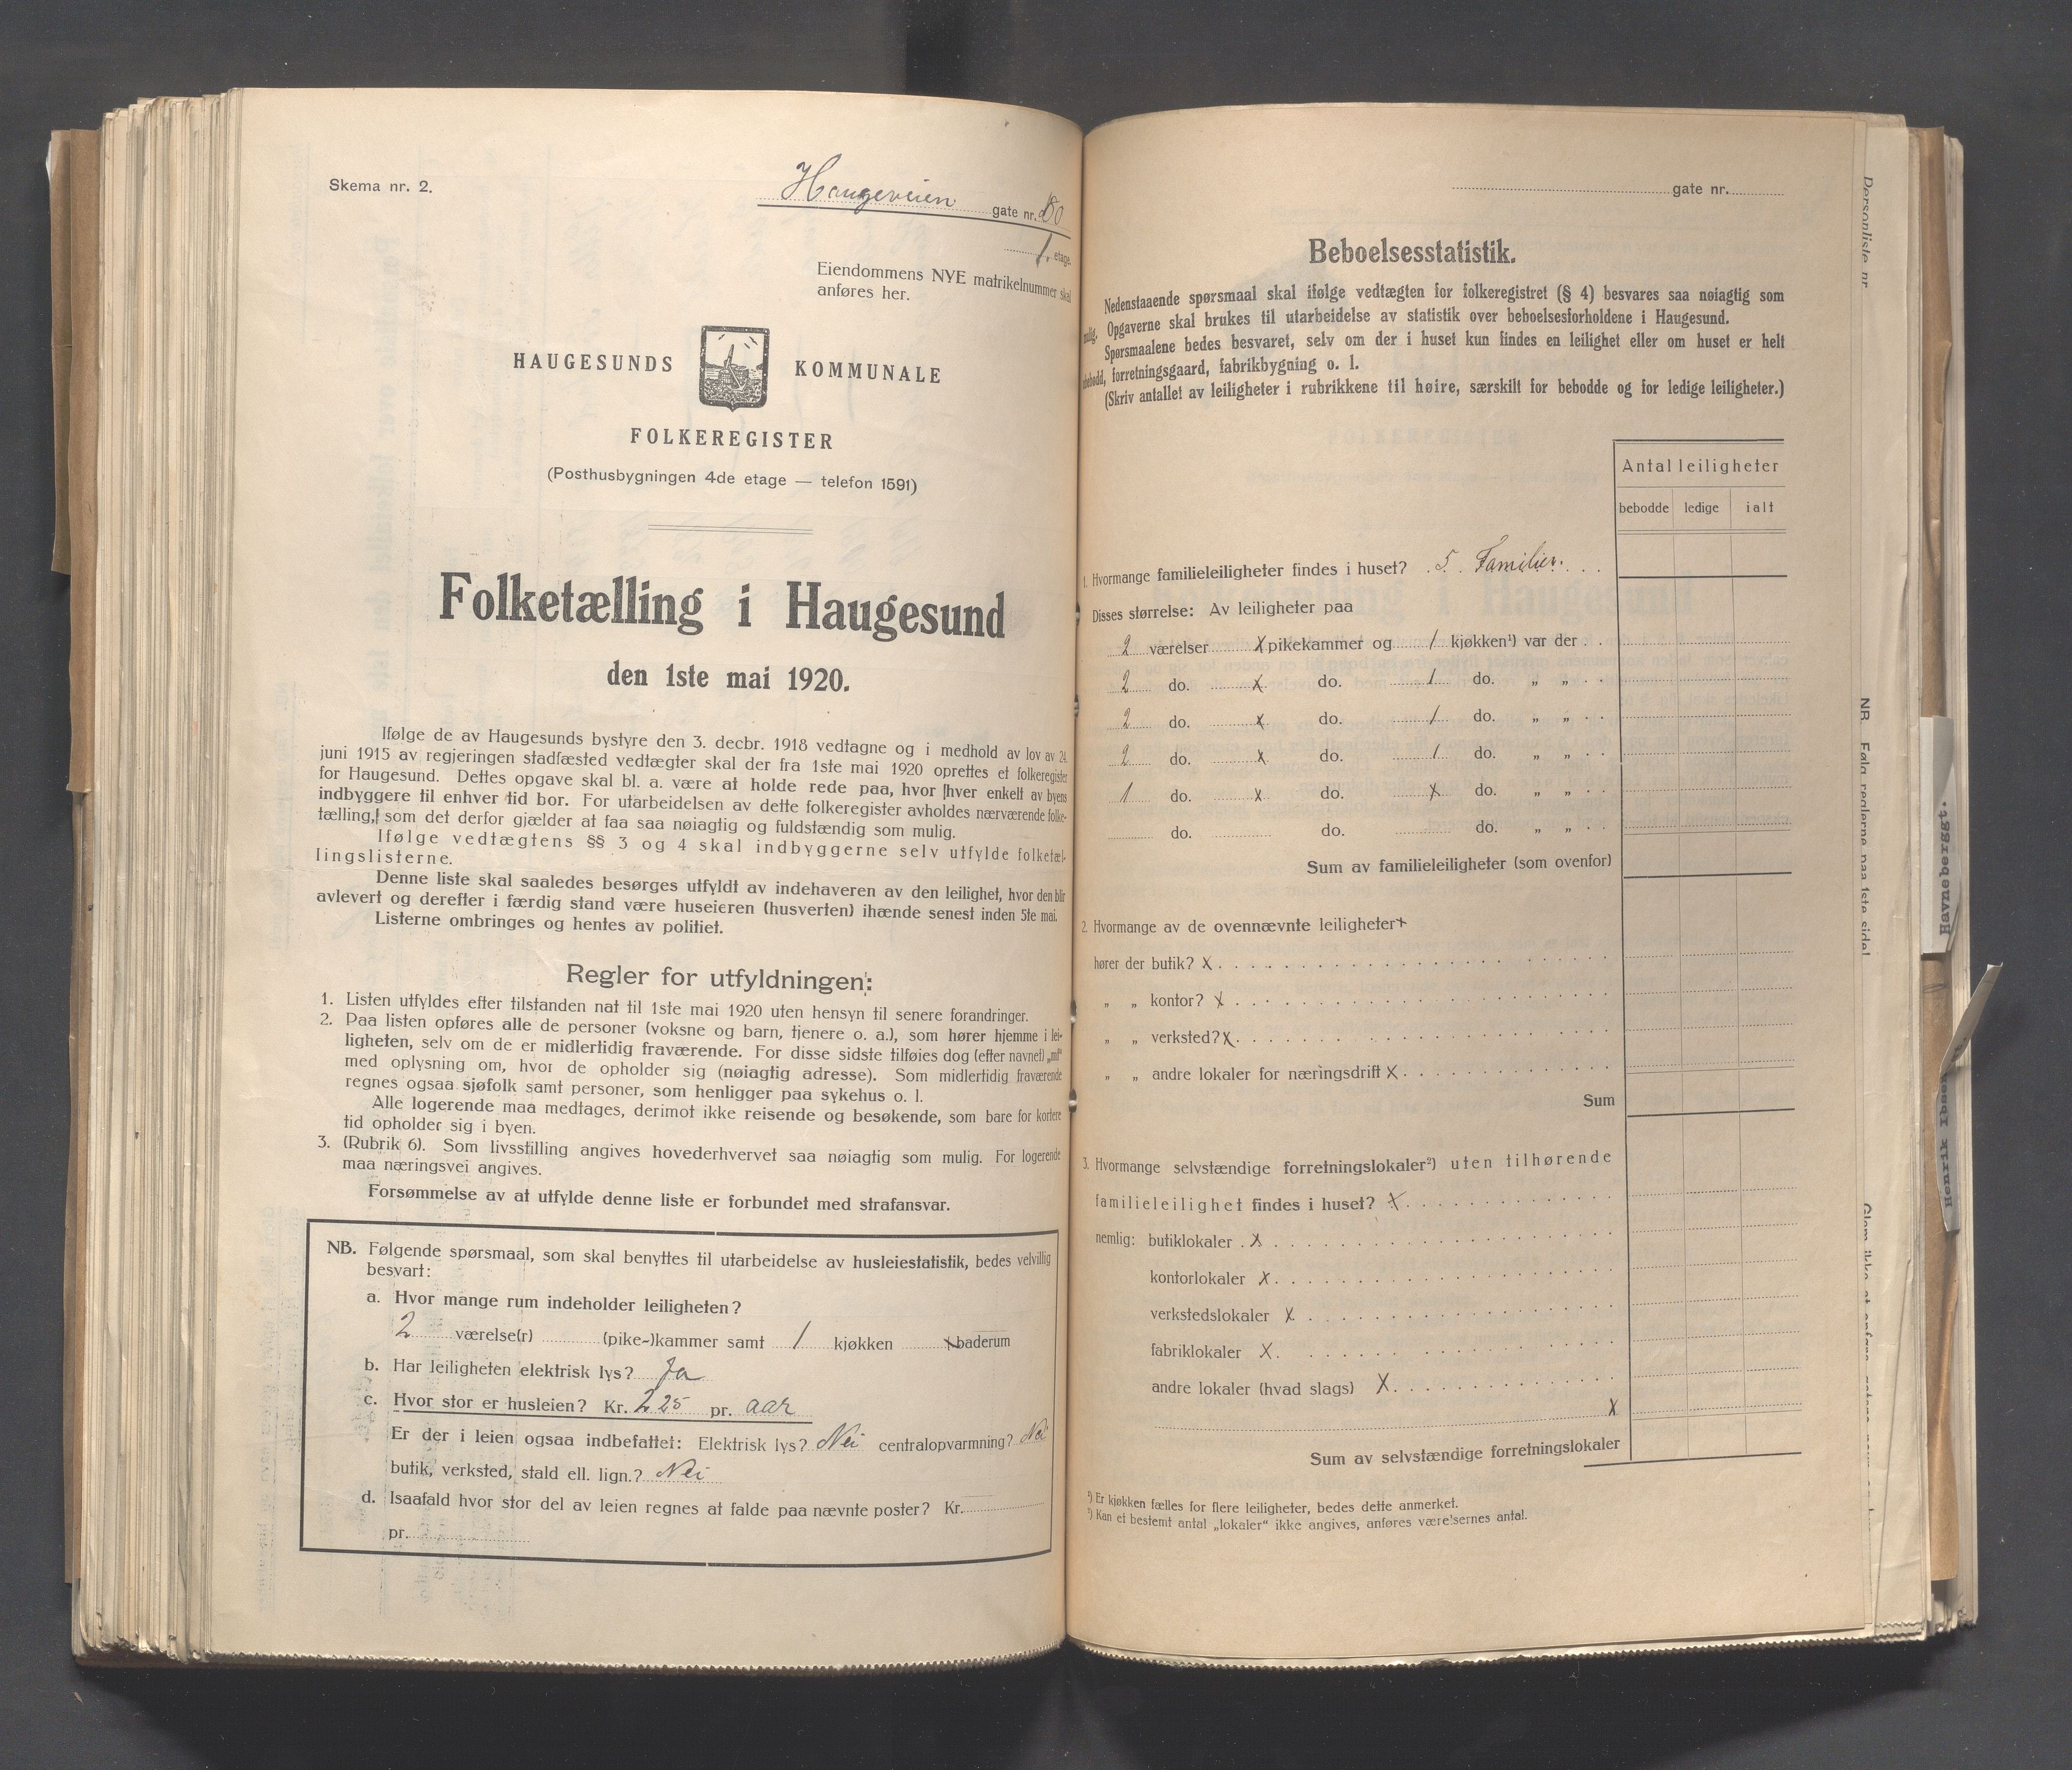 Skema nr. 2.
Haugeveien gate nr. 80
1. etage.
Eiendommens NYE matrikelnummer skal
anføres her.
HAUGESUNDS KOMMUNALE
FOLKEREGISTER
(Posthusbygningen 4de etage — telefon 1591)
Folketælling i Haugesund
den 1ste mai 1920.
Ifølge de av Haugesunds bystyre den 3. decbr. 1918 vedtagne og i medhold av lov av 24.
juni 1915 av regjeringen stadfæsted vedtægter skal der fra 1ste mai 1920 oprettes et folkeregister
for Haugesund. Dettes opgave skal bl. a. være at holde rede paa, hvor hver enkelt av byens
indbyggere til enhver tid bor. For utarbeidelsen av dette folkeregister avholdes nærværende folke-
tælling, som det derfor gjælder at faa saa nøiagtig og fuldstændig som mulig.
Ifølge vedtægtens §§ 3 og 4 skal indbyggerne selv utfylde folketæl-
lingslisterne.
Denne liste skal saaledes besørges utfyldt av indehaveren av den leilighet, hvor den blir
avlevert og derefter i færdig stand være huseieren (husverten) ihænde senest inden 5te mai.
Listerne ombringes og hentes av politiet.
Regler for utfyldningen:
1. Listen utfyldes efter tilstanden nat til 1ste mai 1920 uten hensyn til senere forandringer.
2. Paa listen opføres alle de personer (voksne og barn, tjenere o. a.), som hører hjemme i lei-
ligheten, selv om de er midlertidig fraværende. For disse sidste tilføies dog (efter navnet) „mf“
med oplysning om, hvor de opholder sig (nøiagtig adresse). Som midlertidig fraværende
regnes ogsaa sjøfolk samt personer, som henligger paa sykehus o. l.
Alle logerende maa medtages, derimot ikke reisende og besøkende, som bare for kortere
tid opholder sig i byen.
3. (Rubrik 6). Som livsstilling angives hovederhvervet saa nøiagtig som mulig. For logerende
maa næringsvei angives.
Forsømmelse av at utfylde denne liste er forbundet med strafansvar.
NB. Følgende spørsmaal, som skal benyttes til utarbeidelse av husleiestatistik, bedes velvillig
besvart:
a. Hvor mange rum indeholder leiligheten?
2 værelse(r) (pike-)kammer samt 1 kjøkken x baderum
b. Har leiligheten elektrisk lys? Ja
c. Hvor stor er husleien? Kr. 225 pr. aar
Er der i leien ogsaa indbefattet: Elektrisk lys? Nei centralopvarmning? Nei
butik, verksted, stald ell. lign.? Nei
d. Isaafald hvor stor del av leien regnes at falde paa nævnte poster? Kr.
pr.
gate nr.
Beboelsesstatistik.
Nedenstaaende spørsmaal skal ifølge vedtægten for folkeregistret (§ 4) besvares saa nøiagtig som
mulig. Opgaverne skal brukes til utarbeidelse av statistik over beboelsesforholdene i Haugesund.
Spørsmaalene bedes besvaret, selv om der i huset kun findes en leilighet eller om huset er helt
ubebodd, forretningsgaard, fabrikbygning o. l.
(Skriv antallet av leiligheter i rubrikkene til høire, særskilt for bebodde og for ledige leiligheter.)
Antal leiligheter
bebodde ledige ialt
1. Hvormange familieleiligheter findes i huset? 5 Familier.
Disses størrelse: Av leiligheter paa
2 værelser x pikekammer og 1 kjøkken¹) var der
2 do. x do. 1 do. „ „
2 do. x do. 1 do. „ „
2 do. x do. 1 do. „ „
1 do. x do. x do. „ „
do. do. do. „ „
Sum av familieleiligheter (som ovenfor)
2. Hvormange av de ovennævnte leiligheter x
hører der butik? x
„ „ kontor? x
„ „ verksted? x
„ „ andre lokaler for næringsdrift x
Sum
3. Hvormange selvstændige forretningslokaler²) uten tilhørende
familieleilighet findes i huset? x
nemlig: butiklokaler x
kontorlokaler x
verkstedslokaler x
fabriklokaler x
andre lokaler (hvad slags) x
x
Sum av selvstændige forretningslokaler
¹) Er kjøkken fælles for flere leiligheter, bedes dette anmerket.
²) Kan et bestemt antal „lokaler“ ikke angives, anføres værelsernes antal.
Personliste nr.
NB. Følg reglerne paa 1ste side!
Havneberggt.
Henrik Ibsen